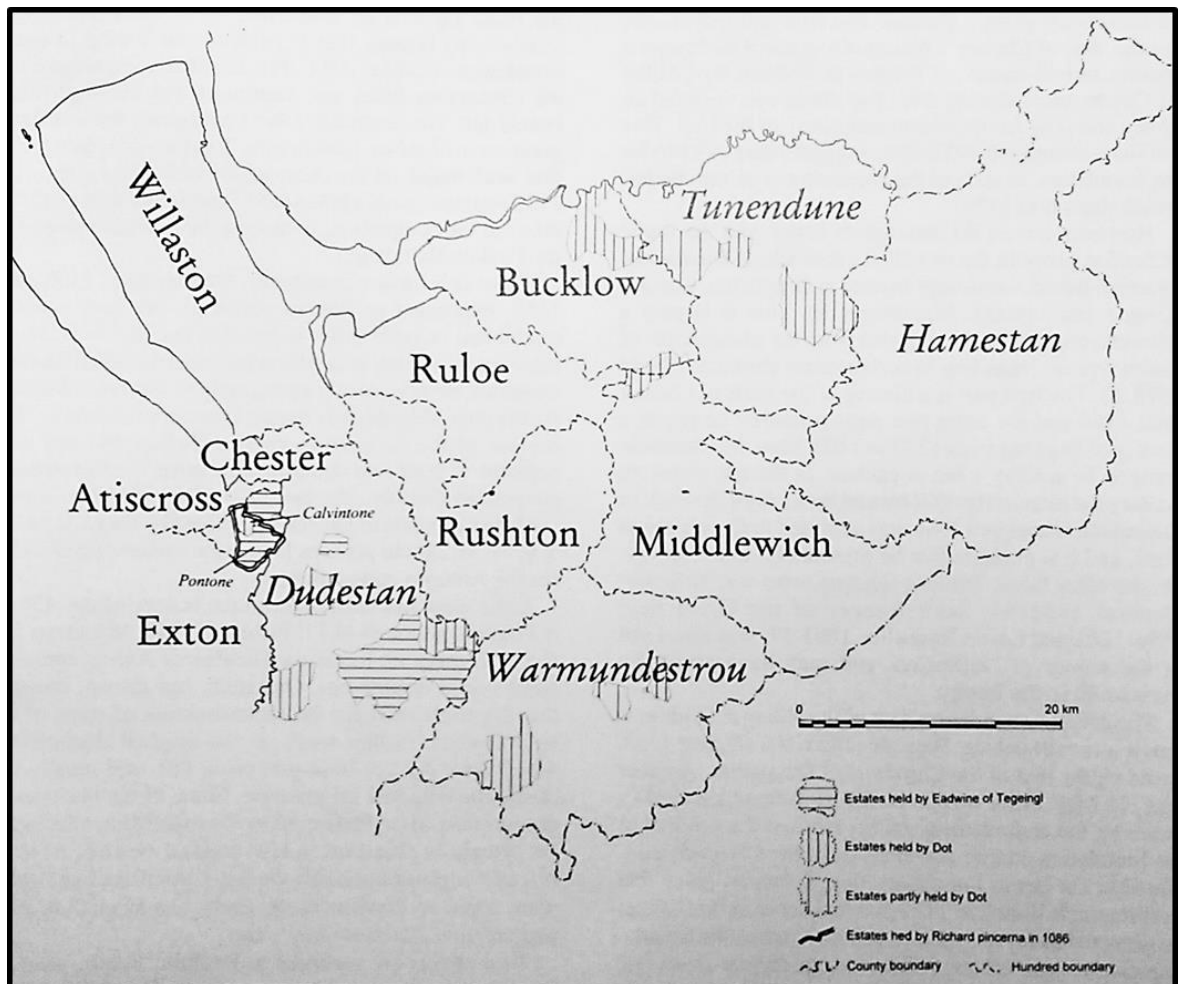 Willaston
Tunendune
Bucklow
Hamestan
Ruloe
Chester
Atiscross
Calvintone
Rushton
Middlewich
Pontone
Dudestan
Exton
Warmundestrou
0 20 km
Estates held by Eadwine of Tegeingl
Estates held by Dot
Estates partly held by Dot
Estates hed by Richard pincerna in 1086
County boundary Hundred boundary